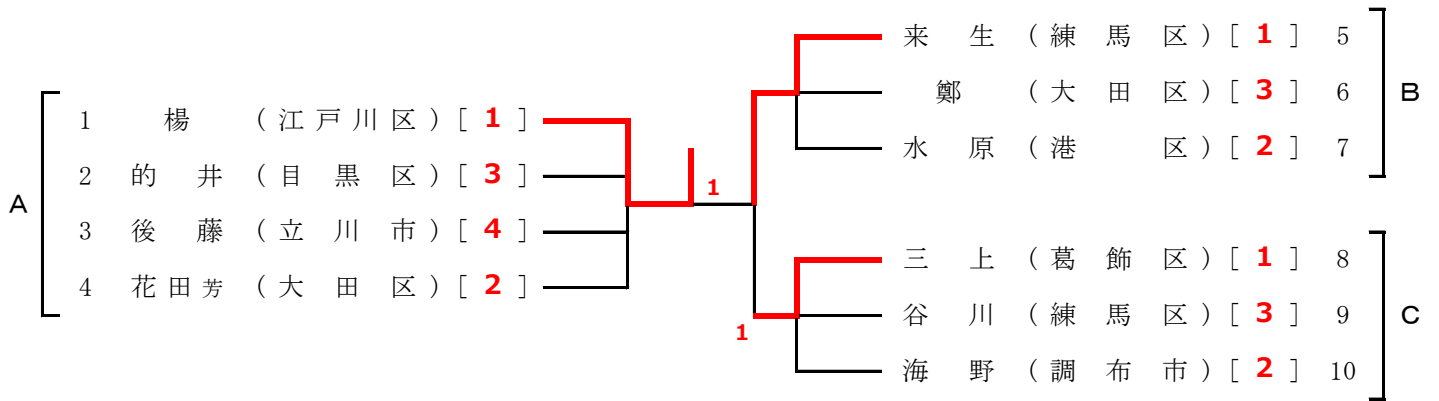 A
1 楊 (江戸川区) [ 1 ]
2 的井 (目黒区) [ 3 ]
3 後藤 (立川市) [ 4 ]
4 花田芳 (大田区) [ 2 ]
1
1
来生 (練馬区) [ 1 ] 5
鄭 (大田区) [ 3 ] 6
水原 (港区) [ 2 ] 7
B
三上 (葛飾区) [ 1 ] 8
谷川 (練馬区) [ 3 ] 9
海野 (調布市) [ 2 ] 10
C